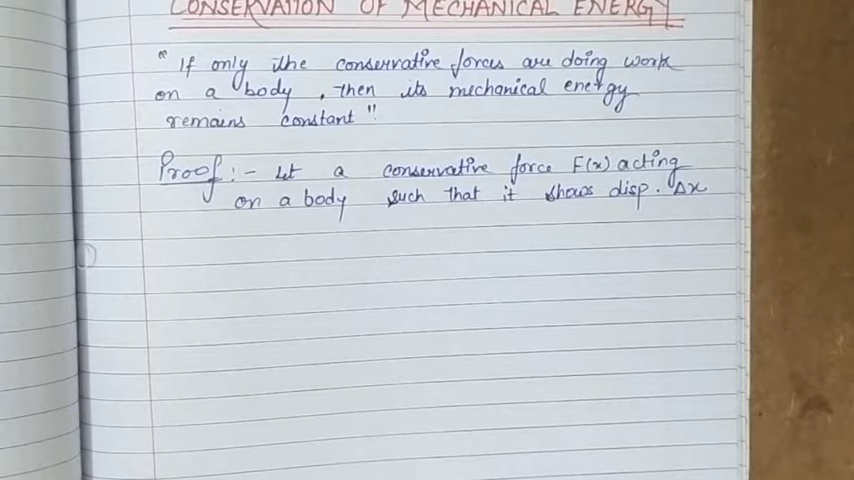 CONSERVATION OF MECHANICAL ENERGY
"If only the conservative forces are doing work
on a body, then its mechanical energy
remains constant"
Proof :- Let a conservative force F(x) acting
on a body such that it shows disp. Δx